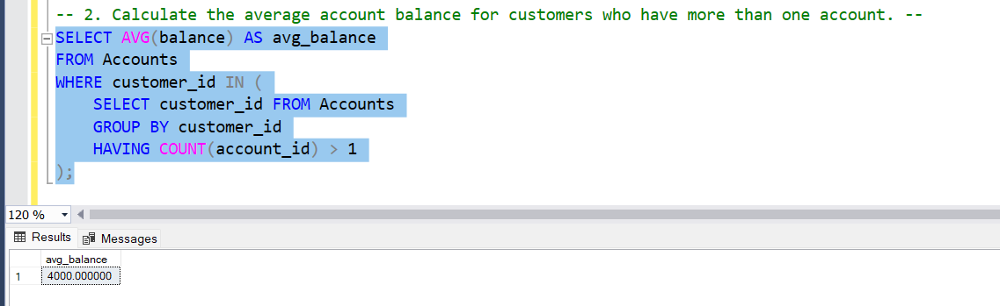 -- 2. Calculate the average account balance for customers who have more than one account. --
SELECT AVG(balance) AS avg_balance
FROM Accounts
WHERE customer_id IN (
    SELECT customer_id FROM Accounts
    GROUP BY customer_id
    HAVING COUNT(account_id) > 1
);
120 %
Results Messages
avg_balance
1 4000.000000